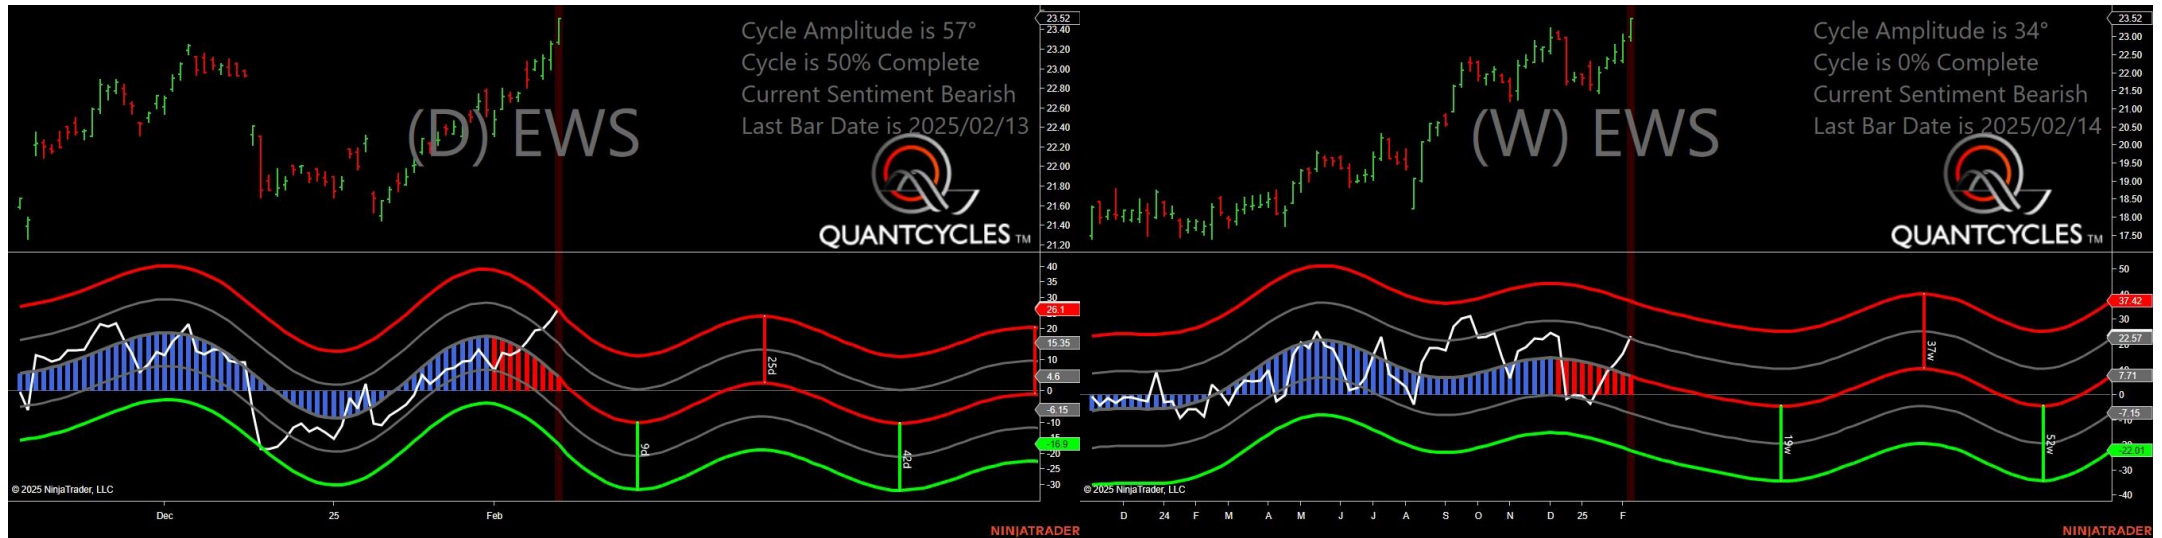 Cycle Amplitude is 57°
Cycle is 50% Complete
Current Sentiment Bearish
Last Bar Date is 2025/02/13
(D) EWS
QUANTCYCLES TM
23.52
23.40
23.20
23.00
22.80
22.60
22.40
22.20
22.00
21.80
21.60
21.40
21.20
40
35
30
26.1
20
15.35
10
4.6
0
-6.15
-10
-15
-16.9
-20
-25
-30
25d
9d
42d
© 2025 NinjaTrader, LLC
Dec
25
Feb
NINJATRADER
Cycle Amplitude is 34°
Cycle is 0% Complete
Current Sentiment Bearish
Last Bar Date is 2025/02/14
(W) EWS
QUANTCYCLES TM
23.52
23.00
22.50
22.00
21.50
21.00
20.50
20.00
19.50
19.00
18.50
18.00
17.50
50
37.42
30
22.57
20
7.71
0
-7.15
-10
-22.01
-30
-40
37w
19w
52w
© 2025 NinjaTrader, LLC
D 24 F M A M J J A S O N D 25 F
NINJATRADER